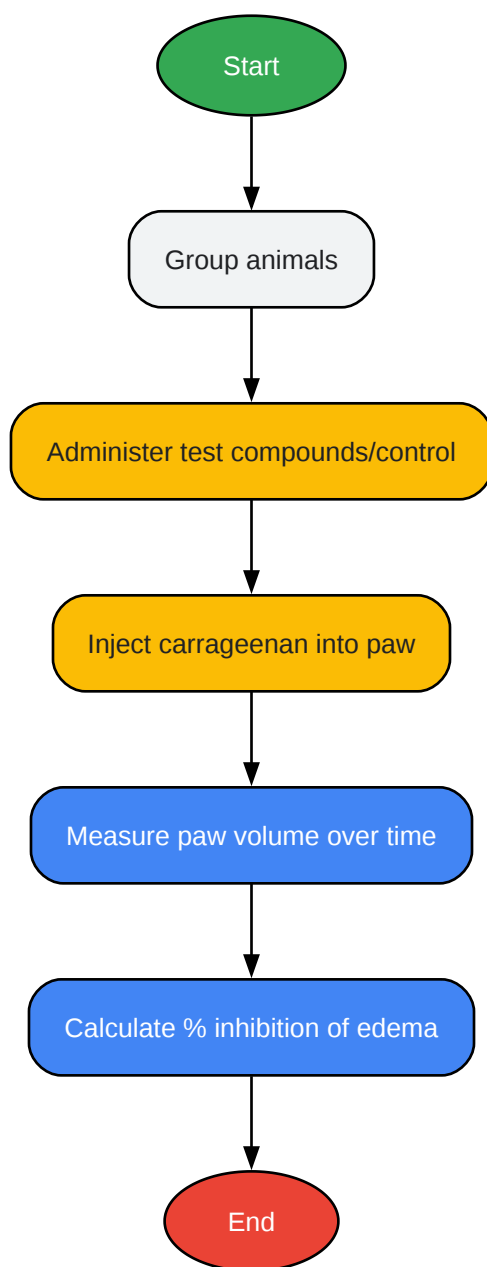 Start
Group animals
Administer test compounds/control
Inject carrageenan into paw
Measure paw volume over time
Calculate % inhibition of edema
End